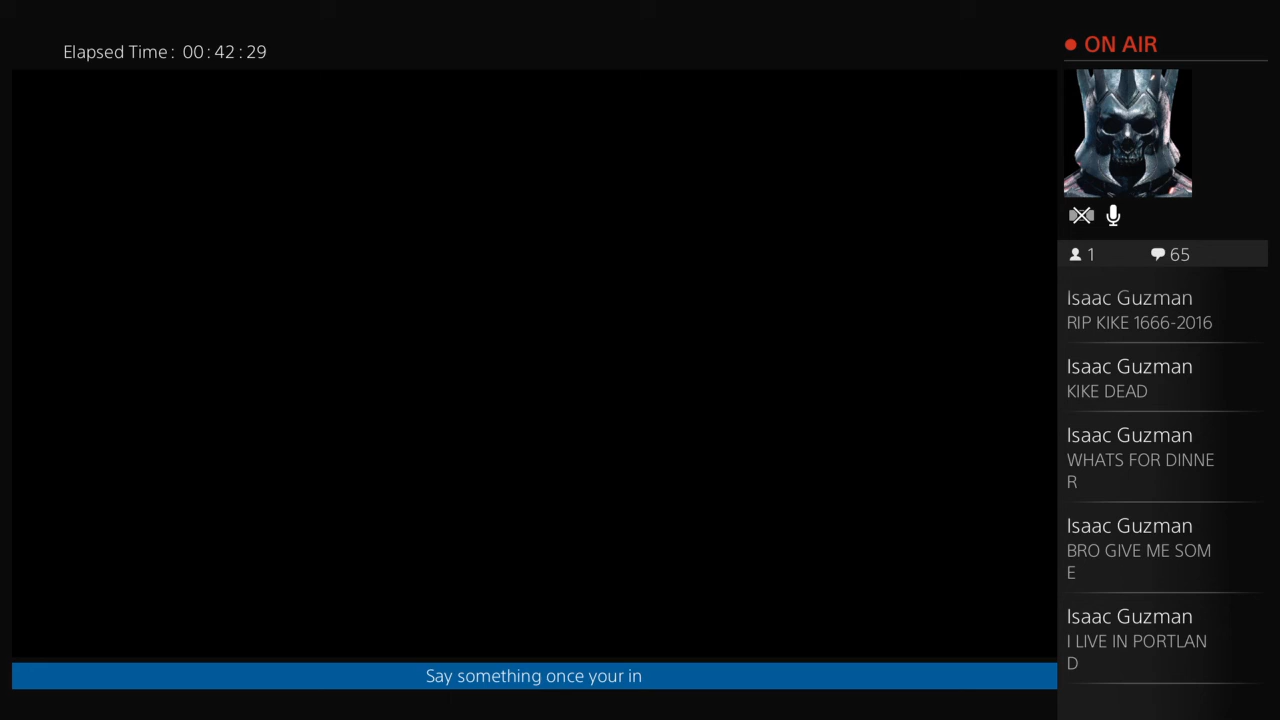 Elapsed Time: 00:42:29
ON AIR
1 65
Isaac Guzman
RIP KIKE 1666-2016
Isaac Guzman
KIKE DEAD
Isaac Guzman
WHATS FOR DINNE
R
Isaac Guzman
BRO GIVE ME SOM
E
Isaac Guzman
I LIVE IN PORTLAN
D
Say something once your in